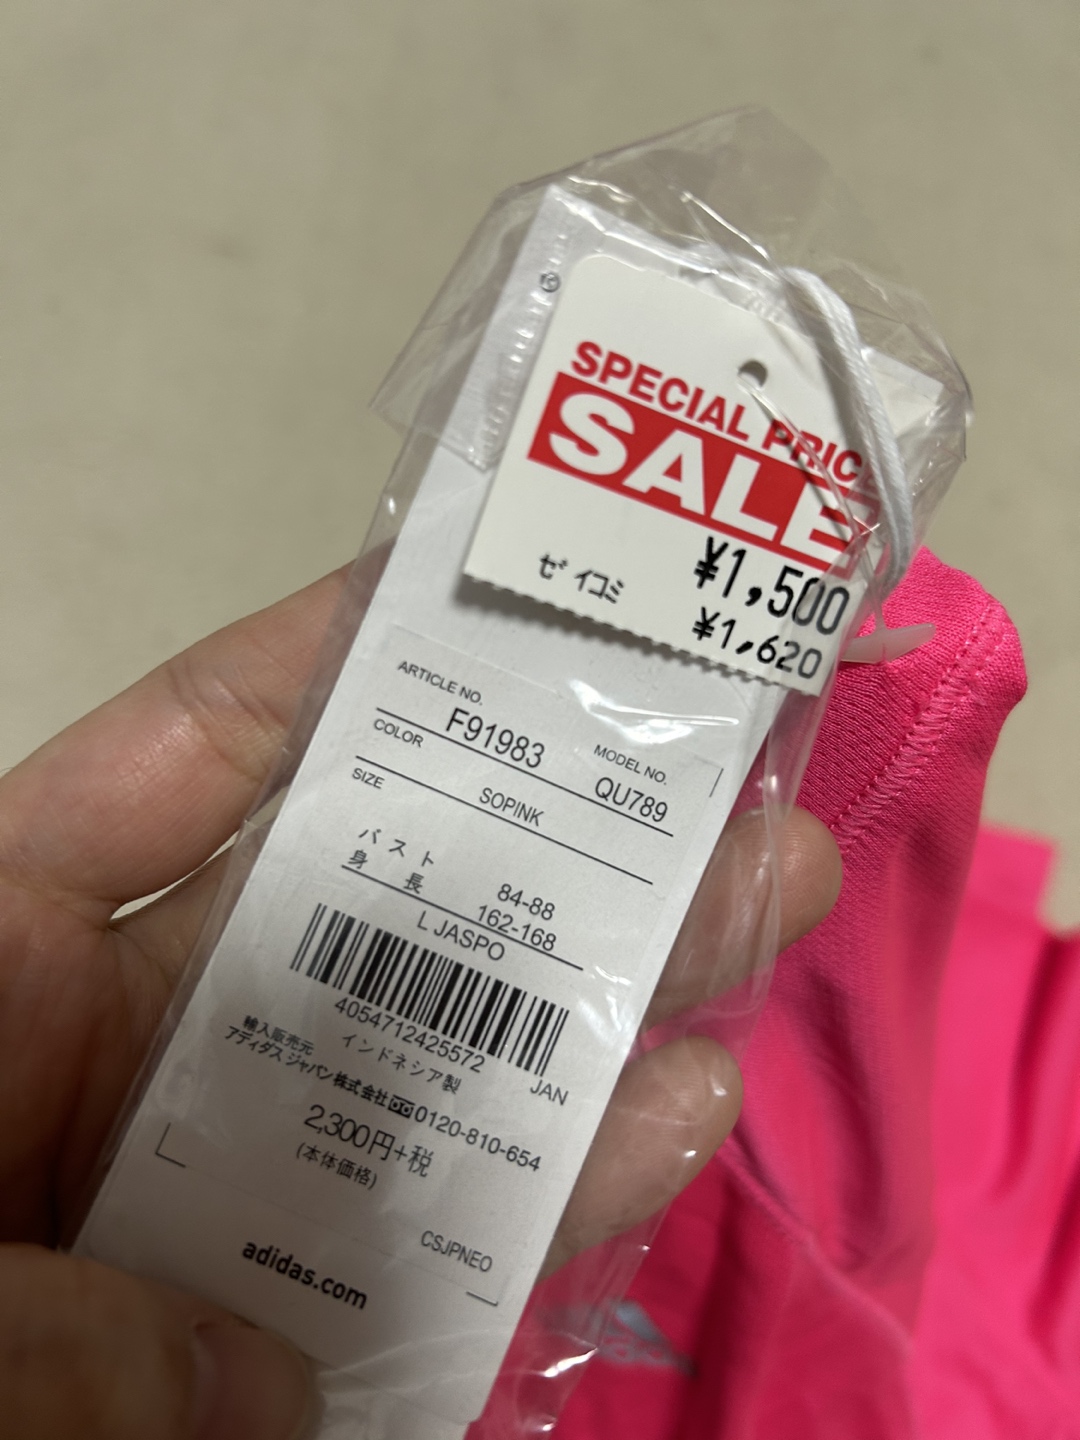 ®
SPECIAL PRICE
SALE
¥1,500
ゼイコミ ¥1,620
ARTICLE NO. F91983 MODEL NO. QU789
COLOR SOPINK
SIZE
バスト 84-88
身長 162-168
L JASPO
4054712425572 JAN
インドネシア製
輸入販売元
アディダス ジャパン株式会社 0120-810-654
2,300円+税
(本体価格)
CSJPNEO
adidas.com
adidas